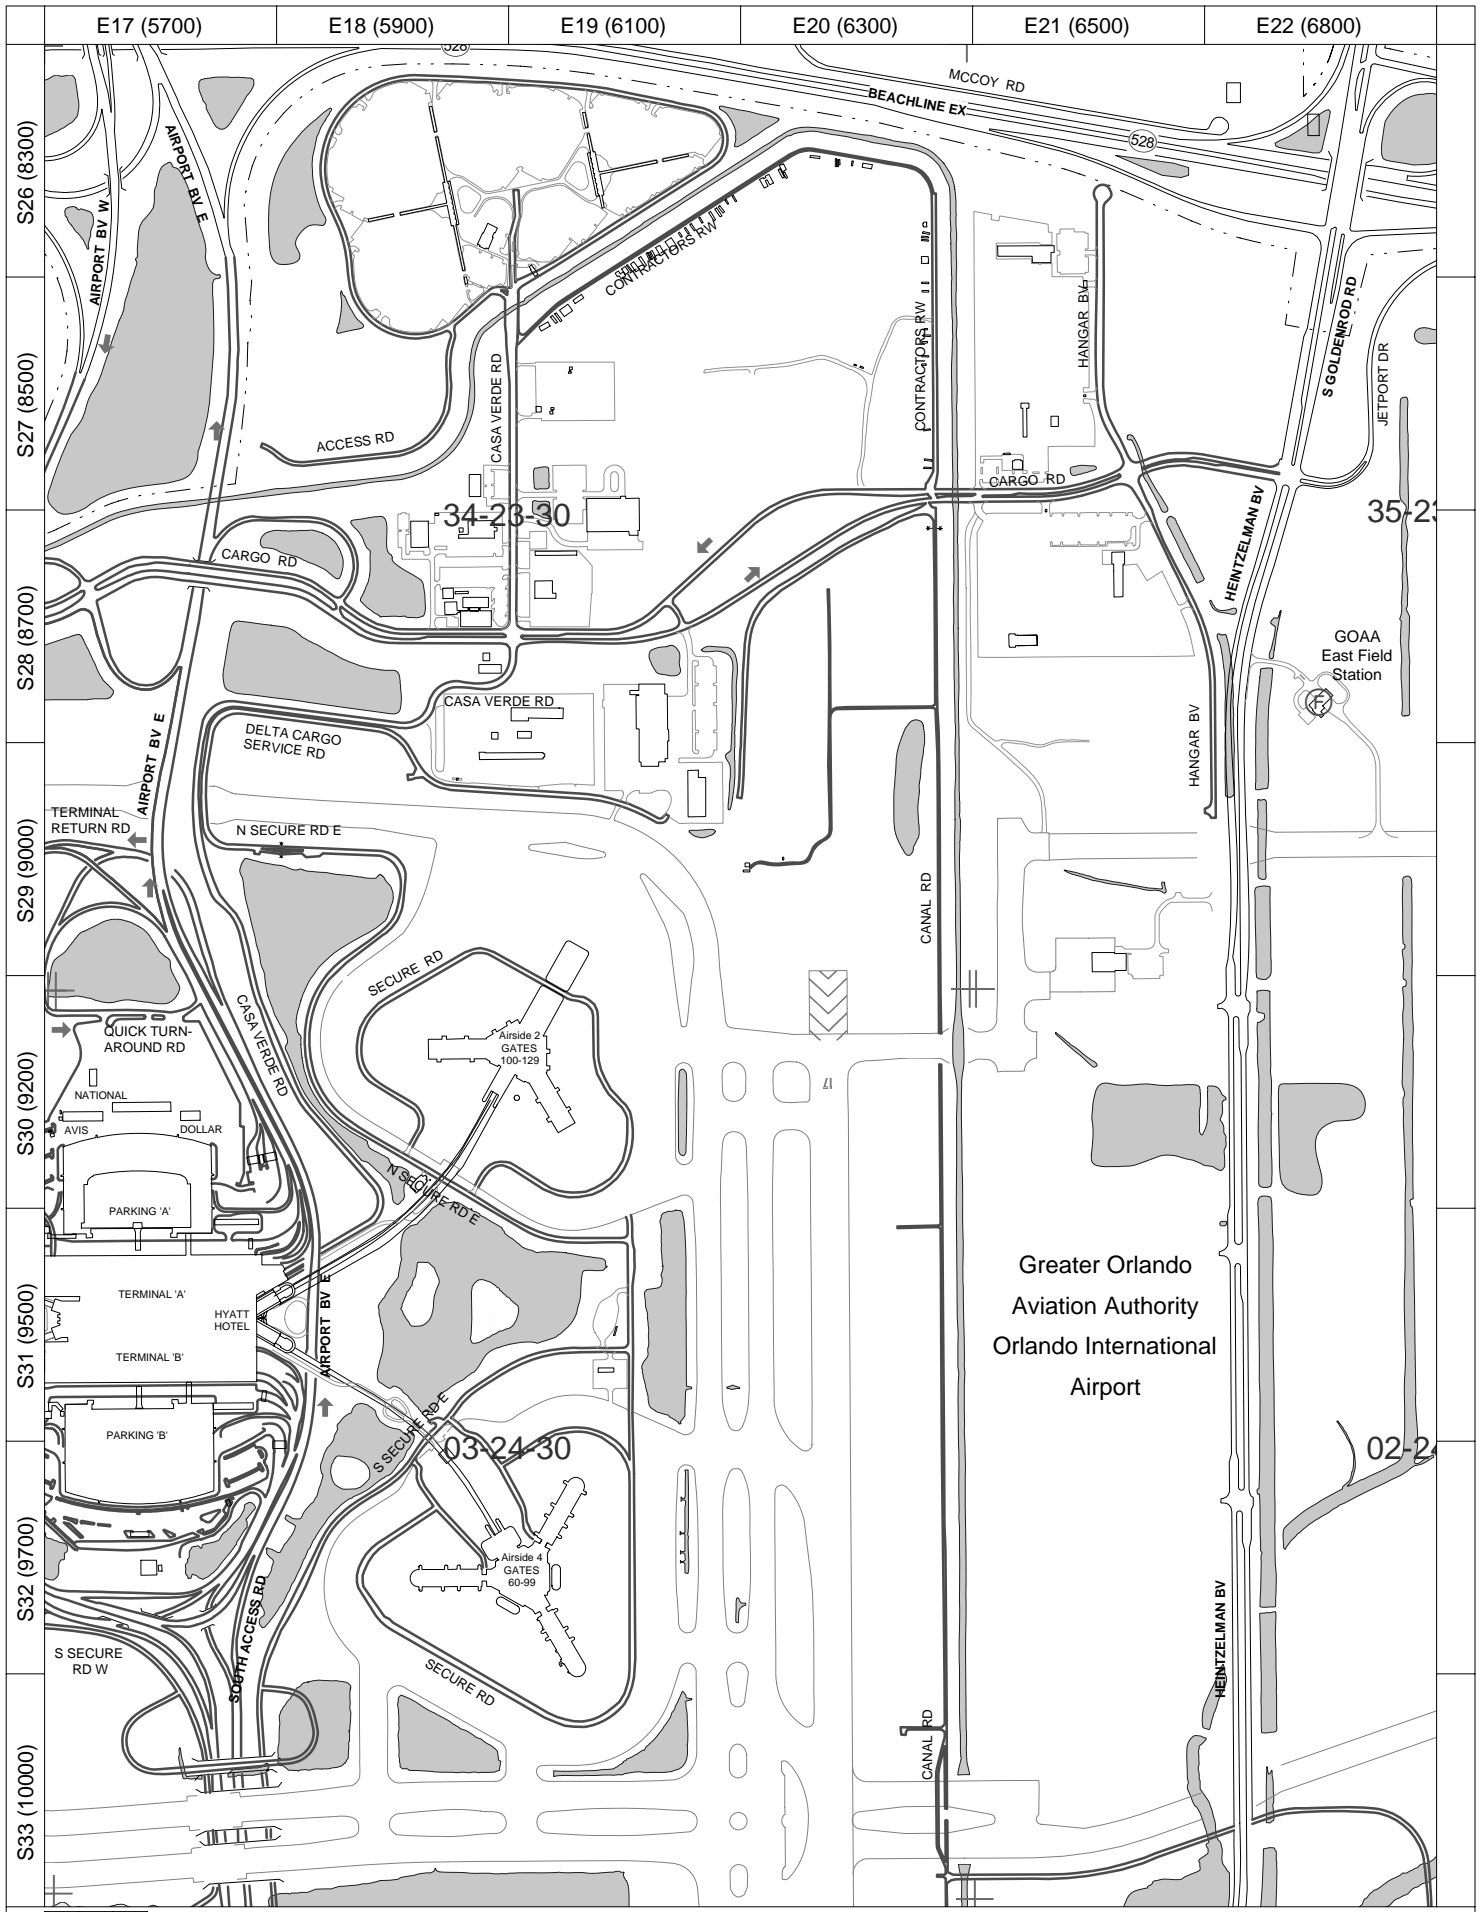 E17 (5700)
E18 (5900)
E19 (6100)
E20 (6300)
E21 (6500)
E22 (6800)
S26 (8300)
S27 (8500)
S28 (8700)
S29 (9000)
S30 (9200)
S31 (9500)
S32 (9700)
S33 (10000)
528
MCCOY RD
BEACHLINE EX
528
AIRPORT BV E
AIRPORT BV W
CONTRACTORS RW
CONTRACTORS RW
HANGAR BV
S GOLDENROD RD
JETPORT DR
CASA VERDE RD
ACCESS RD
CARGO RD
34-23-30
35-23
HEINTZELMAN BV
CARGO RD
GOAA
East Field
Station
F
CASA VERDE RD
DELTA CARGO
SERVICE RD
AIRPORT BV E
HANGAR BV
TERMINAL
RETURN RD
N SECURE RD E
CANAL RD
SECURE RD
CASA VERDE RD
QUICK TURN-
AROUND RD
Airside 2
GATES
100-129
17
NATIONAL
AVIS
DOLLAR
N SECURE RD E
PARKING 'A'
Greater Orlando
Aviation Authority
Orlando International
Airport
TERMINAL 'A'
HYATT
HOTEL
AIRPORT BV E
TERMINAL 'B'
S SECURE RD E
PARKING 'B'
03-24-30
02-24
Airside 4
GATES
60-99
SOUTH ACCESS RD
HEINTZELMAN BV
S SECURE
RD W
SECURE RD
CANAL RD